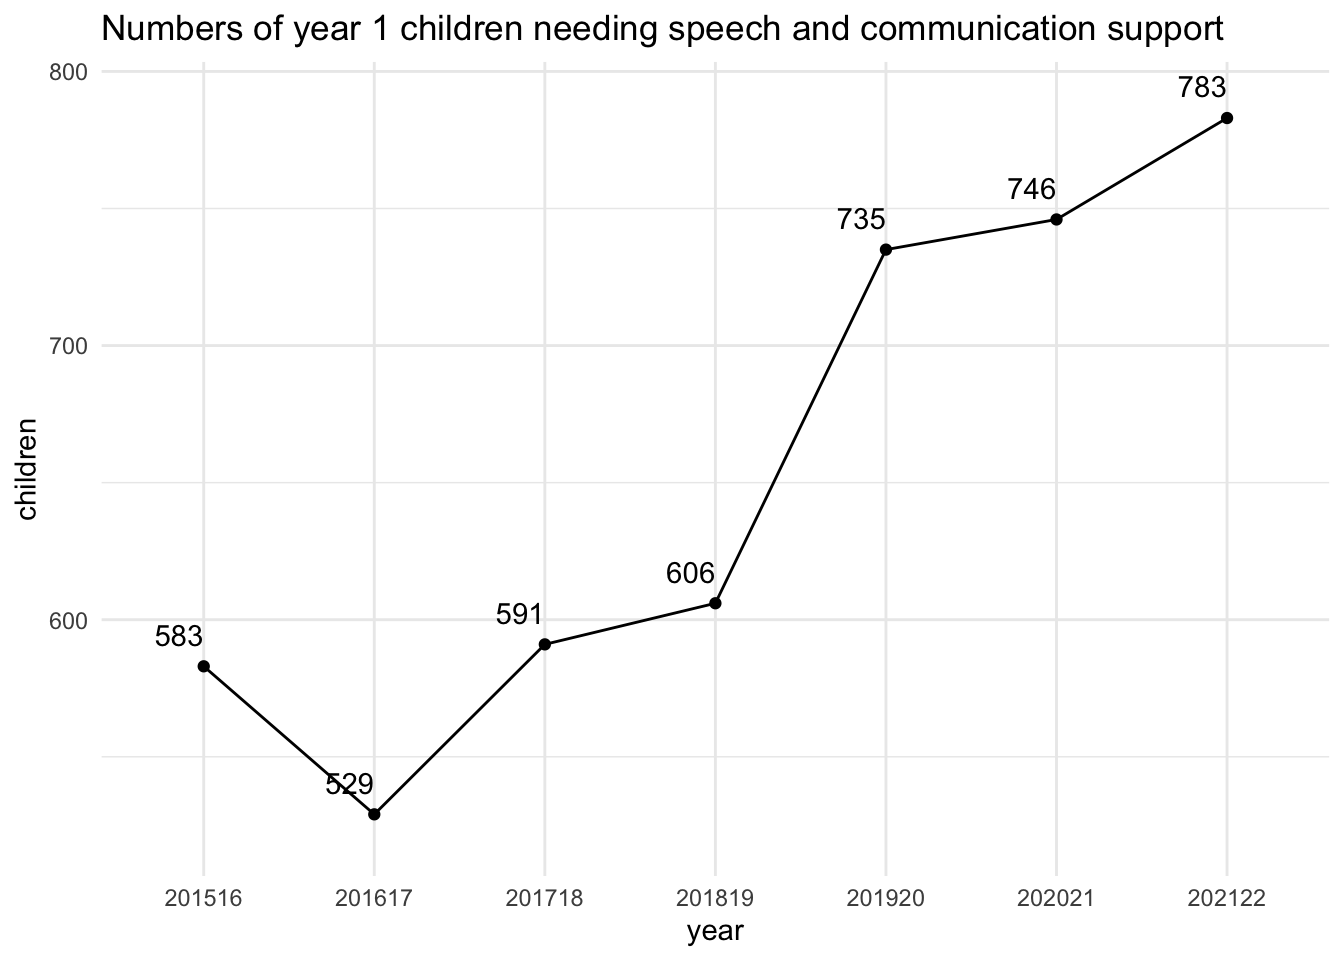 Numbers of year 1 children needing speech and communication support
800
783
746
735
700
children
606
591
600
583
529
201516 201617 201718 201819 201920 202021 202122
year